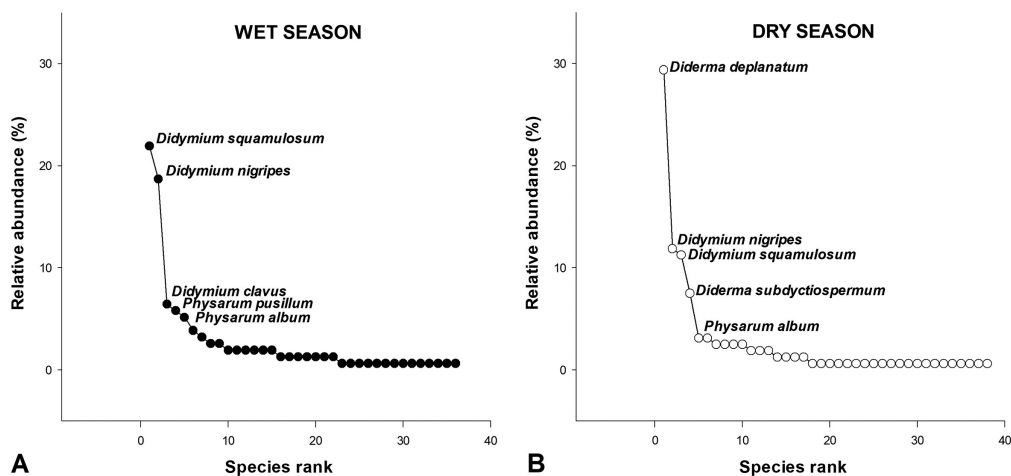 WET SEASON
Relative abundance (%)
30
20
10
0
Didymium squamulosum
Didymium nigripes
Didymium clavus
Physarum pusillum
Physarum album
0 10 20 30 40
Species rank
A
DRY SEASON
Relative abundance (%)
30
20
10
0
Diderma deplanatum
Didymium nigripes
Didymium squamulosum
Diderma subdyctiospermum
Physarum album
0 10 20 30 40
Species rank
B